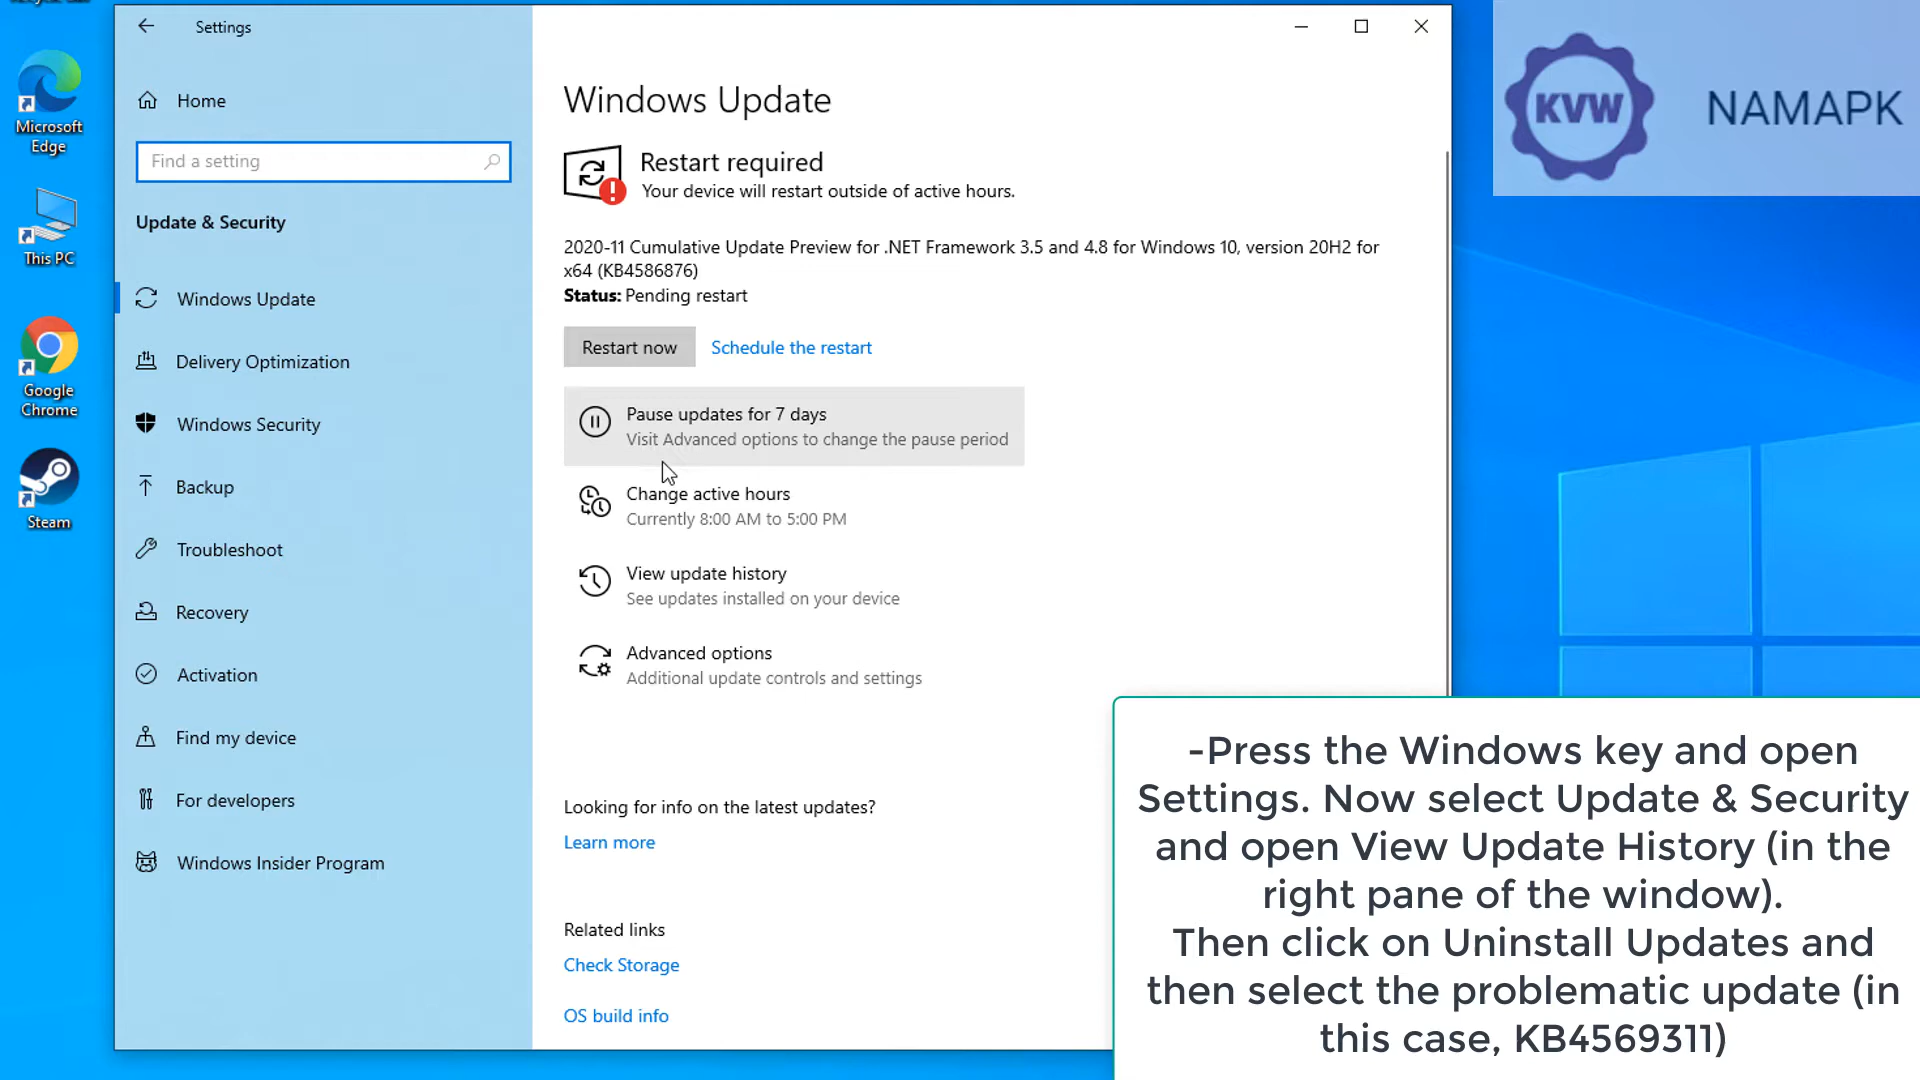 Settings
Home
Find a setting
Update & Security
Windows Update
Delivery Optimization
Windows Security
Backup
Troubleshoot
Recovery
Activation
Find my device
For developers
Windows Insider Program
Microsoft
Edge
This PC
Google
Chrome
Steam
Windows Update
Restart required
Your device will restart outside of active hours.
2020-11 Cumulative Update Preview for .NET Framework 3.5 and 4.8 for Windows 10, version 20H2 for
x64 (KB4586876)
Status: Pending restart
Restart now
Schedule the restart
Pause updates for 7 days
Visit Advanced options to change the pause period
Change active hours
Currently 8:00 AM to 5:00 PM
View update history
See updates installed on your device
Advanced options
Additional update controls and settings
Looking for info on the latest updates?
Learn more
Related links
Check Storage
OS build info
KVW
NAMAPK
-Press the Windows key and open
Settings. Now select Update & Security
and open View Update History (in the
right pane of the window).
Then click on Uninstall Updates and
then select the problematic update (in
this case, KB4569311)